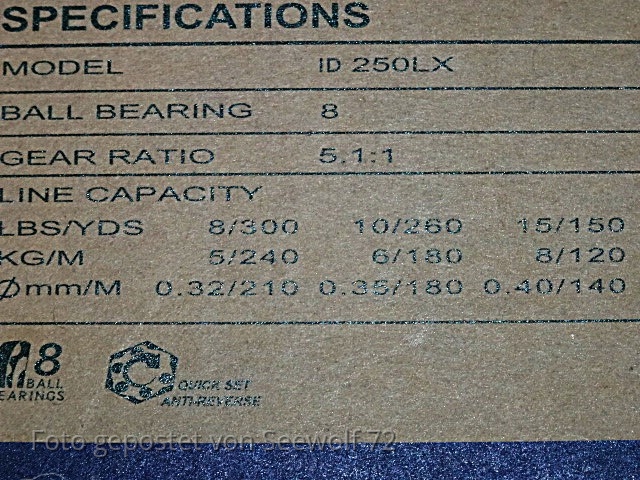 SPECIFICATIONS
MODEL ID 250LX
BALL BEARING 8
GEAR RATIO 5.1:1
LINE CAPACITY
LBS/YDS 8/300 10/260 15/150
KG/M 5/240 6/180 8/120
Ømm/M 0.32/210 0.35/180 0.40/140
8
BALL
EARINGS
QUICK SET
ANTI-REVERSE
Foto gepostet von Seewolf 72